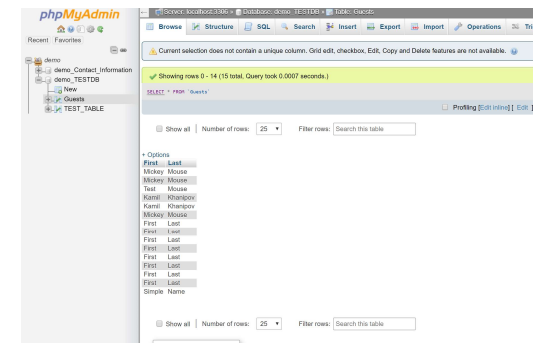 phpMyAdmin
Recent Favorites
demo
demo_Contact_Information
demo_TESTDB
New
Guests
TEST_TABLE
Server: localhost:3306 » Database: demo_TESTDB » Table: Guests
Browse Structure SQL Search Insert Export Import Operations Tri
Current selection does not contain a unique column. Grid edit, checkbox, Edit, Copy and Delete features are not available.
Showing rows 0 - 14 (15 total, Query took 0.0007 seconds.)
SELECT * FROM `Guests`
Profiling [Edit inline] [ Edit ]
Show all Number of rows: 25 Filter rows: Search this table
+ Options
First Last
Mickey Mouse
Mickey Mouse
Test Mouse
Kamil Khanipov
Kamil Khanipov
Mickey Mouse
First Last
First Last
First Last
First Last
First Last
First Last
First Last
First Last
Simple Name
Show all Number of rows: 25 Filter rows: Search this table